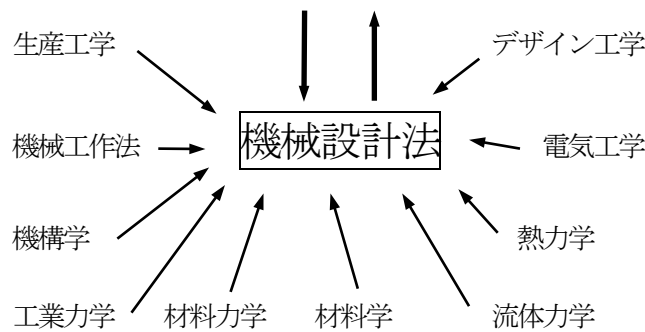 生産工学
デザイン工学
機械設計法
機械工作法
電気工学
機構学
熱力学
工業力学
材料力学
材料学
流体力学